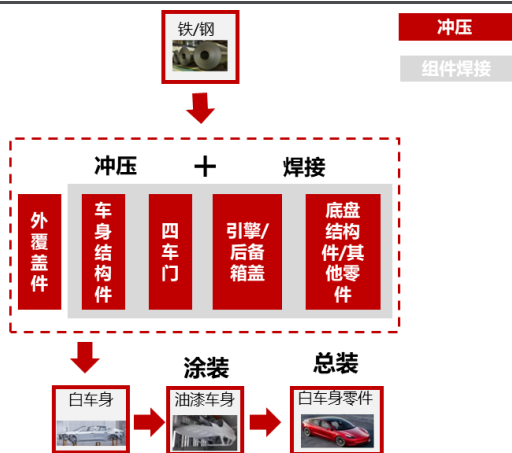 铁/钢
冲压
组件焊接
冲压 + 焊接
外
覆
盖
件
车
身
结
构
件
四
车
门
引擎/
后备
箱盖
底盘
结构
件/其
他零
件
涂装
总装
白车身
油漆车身
白车身零件